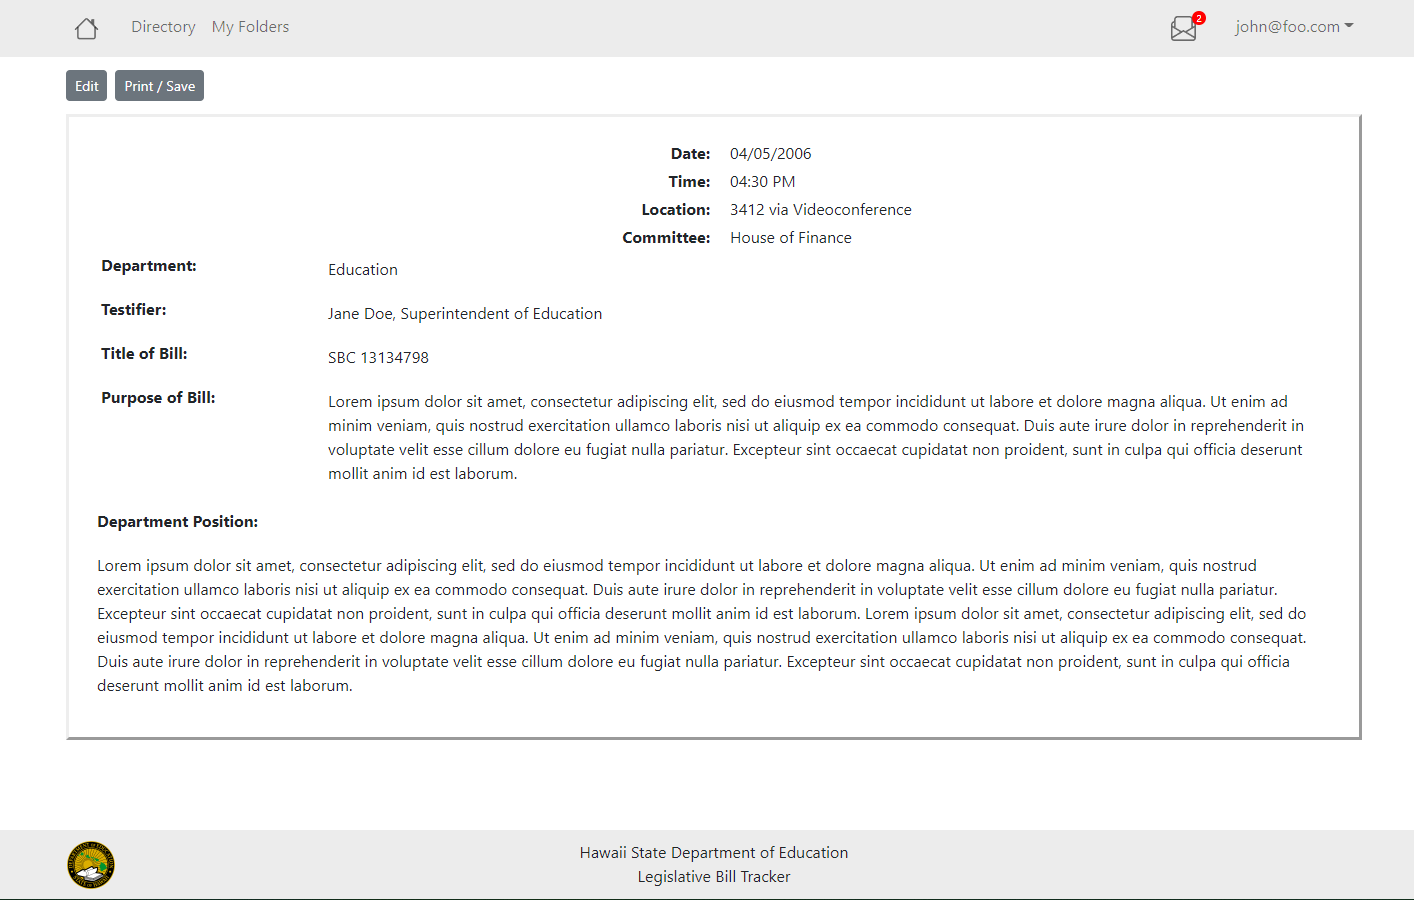 Directory My Folders 2 john@foo.com
Edit Print / Save
Date: 04/05/2006
Time: 04:30 PM
Location: 3412 via Videoconference
Committee: House of Finance
Department: Education
Testifier: Jane Doe, Superintendent of Education
Title of Bill: SBC 13134798
Purpose of Bill: Lorem ipsum dolor sit amet, consectetur adipiscing elit, sed do eiusmod tempor incididunt ut labore et dolore magna aliqua. Ut enim ad
minim veniam, quis nostrud exercitation ullamco laboris nisi ut aliquip ex ea commodo consequat. Duis aute irure dolor in reprehenderit in
voluptate velit esse cillum dolore eu fugiat nulla pariatur. Excepteur sint occaecat cupidatat non proident, sunt in culpa qui officia deserunt
mollit anim id est laborum.
Department Position:
Lorem ipsum dolor sit amet, consectetur adipiscing elit, sed do eiusmod tempor incididunt ut labore et dolore magna aliqua. Ut enim ad minim veniam, quis nostrud
exercitation ullamco laboris nisi ut aliquip ex ea commodo consequat. Duis aute irure dolor in reprehenderit in voluptate velit esse cillum dolore eu fugiat nulla pariatur.
Excepteur sint occaecat cupidatat non proident, sunt in culpa qui officia deserunt mollit anim id est laborum. Lorem ipsum dolor sit amet, consectetur adipiscing elit, sed do
eiusmod tempor incididunt ut labore et dolore magna aliqua. Ut enim ad minim veniam, quis nostrud exercitation ullamco laboris nisi ut aliquip ex ea commodo consequat.
Duis aute irure dolor in reprehenderit in voluptate velit esse cillum dolore eu fugiat nulla pariatur. Excepteur sint occaecat cupidatat non proident, sunt in culpa qui officia
deserunt mollit anim id est laborum.
Hawaii State Department of Education
Legislative Bill Tracker